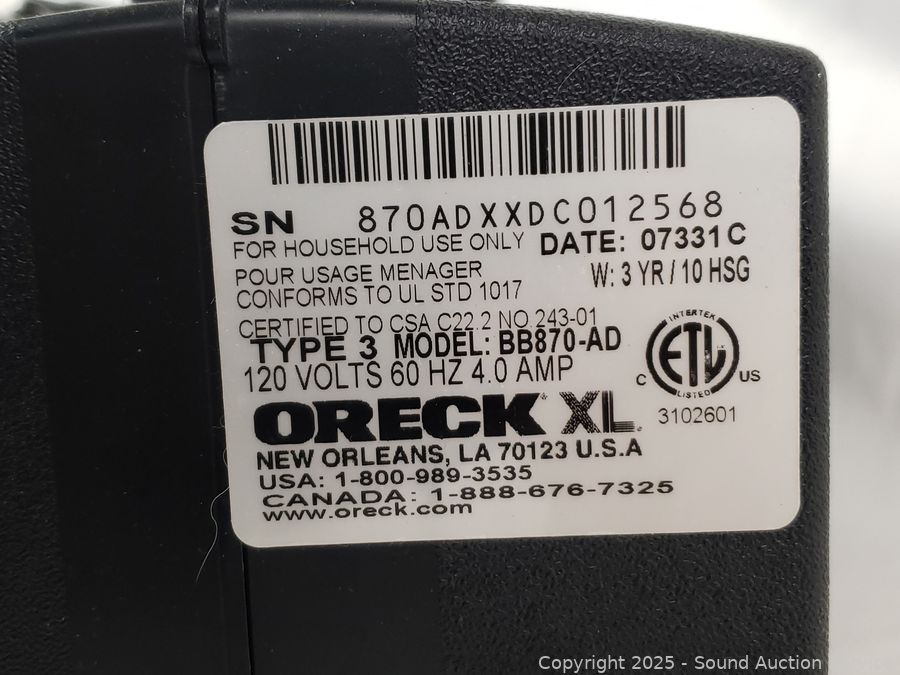 SN 870ADXXDC012568
FOR HOUSEHOLD USE ONLY DATE: 07331C
POUR USAGE MENAGER W: 3 YR / 10 HSG
CONFORMS TO UL STD 1017
CERTIFIED TO CSA C22.2 NO.243-01
TYPE 3 MODEL: BB870-AD
120 VOLTS 60 HZ 4.0 AMP
INTERTEK
ETL
C US
LISTED
3102601
ORECK XL
NEW ORLEANS, LA 70123 U.S.A
USA: 1-800-989-3535
CANADA: 1-888-676-7325
www.oreck.com
Copyright 2025 - Sound Auction